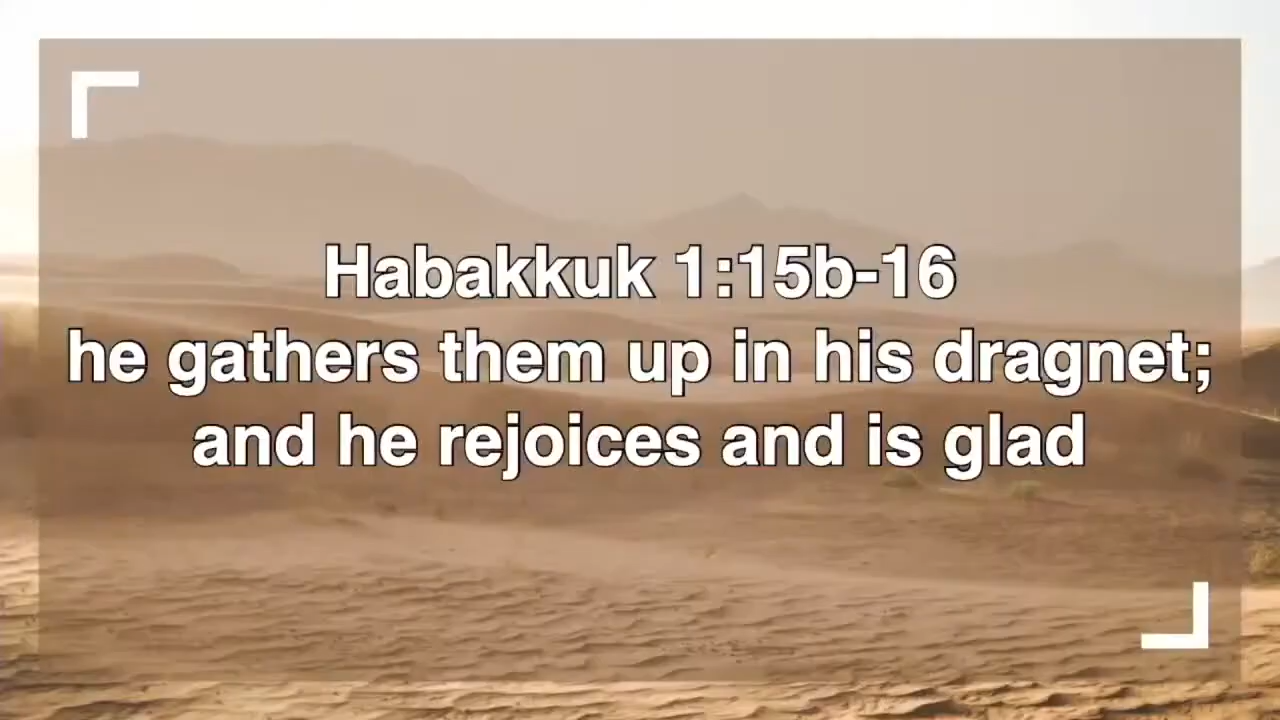 Habakkuk 1:15b-16
he gathers them up in his dragnet;
and he rejoices and is glad